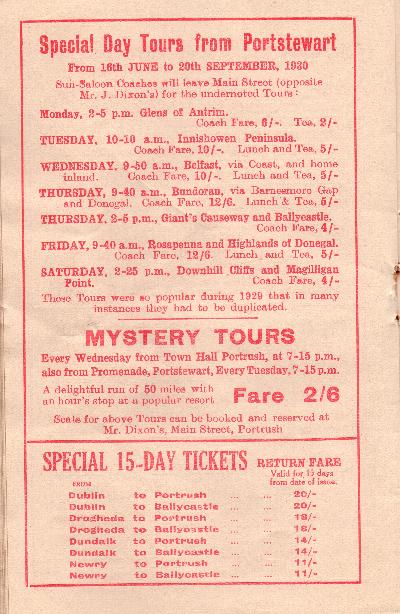 Special Day Tours from Portstewart
From 16th JUNE to 20th SEPTEMBER, 1930
Sun-Saloon Coaches will leave Main Street (opposite
Mr. J. Dixon's) for the undernoted Tours:
Monday, 2-5 p.m. Glens of Antrim.
Coach Fare, 6/-. Tea, 2/-
TUESDAY, 10-10 a.m., Innishowen Peninsula.
Coach Fare, 10/-. Lunch and Tea, 5/-
WEDNESDAY, 9-50 a.m., Belfast, via Coast, and home
inland. Coach Fare, 10/-. Lunch and Tea, 5/-
THURSDAY, 9-40 a.m., Bundoran, via Barnesmore Gap
and Donegal. Coach Fare, 12/6. Lunch & Tea, 5/-
THURSDAY, 2-5 p.m., Giant's Causeway and Ballycastle.
Coach Fare, 4/-
FRIDAY, 9-40 a.m., Rosapenna and Highlands of Donegal.
Coach Fare, 12/6. Lunch and Tea, 5/-
SATURDAY, 2-25 p.m., Downhill Cliffs and Magilligan
Point. Coach Fare, 4/-
These Tours were so popular during 1929 that in many
instances they had to be duplicated.
MYSTERY TOURS
Every Wednesday from Town Hall Portrush, at 7-15 p.m.,
also from Promenade, Portstewart, Every Tuesday, 7-15 p.m.
A delightful run of 50 miles with
an hour's stop at a popular resort
Fare 2/6
Seats for above Tours can be booked and reserved at
Mr. Dixon's, Main Street, Portrush
SPECIAL 15-DAY TICKETS RETURN FARE
Valid for 15 days
from date of issue.
FROM
Dublin to Portrush ... ... 20/-
Dublin to Ballycastle ... ... 20/-
Drogheda to Portrush ... ... 18/-
Drogheda to Ballycastle ... ... 18/-
Dundalk to Portrush ... ... 14/-
Dundalk to Ballycastle ... ... 14/-
Newry to Portrush ... ... 11/-
Newry to Ballycastle ... ... 11/-